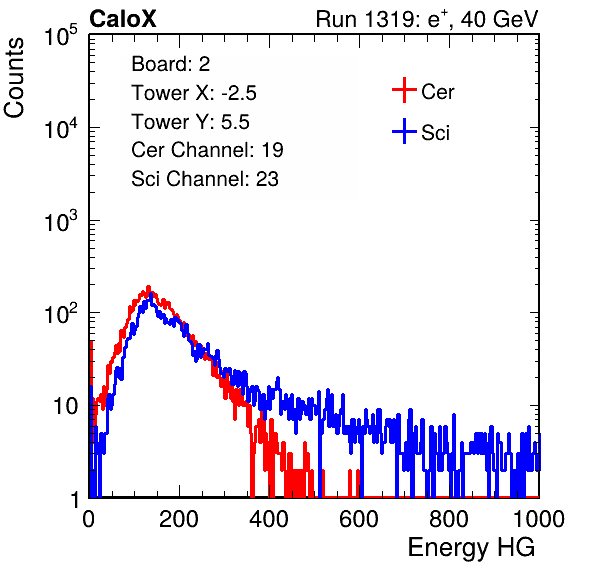 CaloX Run 1319: e⁺, 40 GeV
Counts
10⁵
10⁴
10³
10²
10
1
Board: 2
Tower X: -2.5
Tower Y: 5.5
Cer Channel: 19
Sci Channel: 23
Cer
Sci
0 200 400 600 800 1000
Energy HG